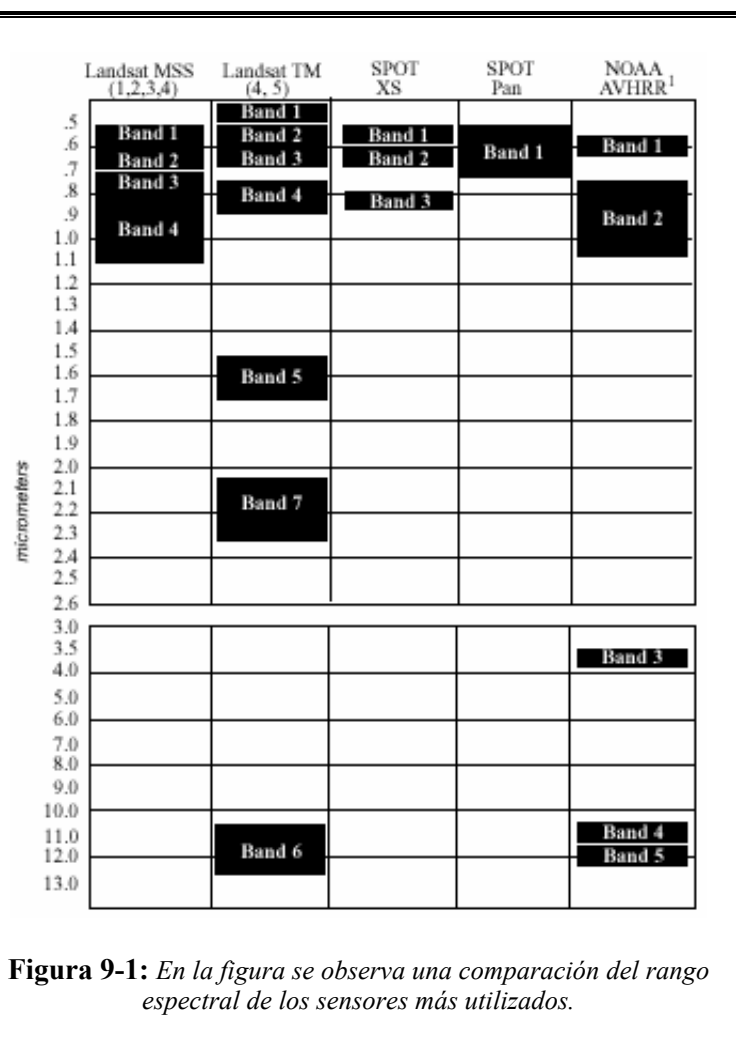 Landsat MSS (1,2,3,4) Landsat TM (4, 5) SPOT XS SPOT Pan NOAA AVHRR¹
Band 1
.5
Band 1 Band 2 Band 1 Band 1
.6 Band 1
Band 2 Band 3 Band 2
.7
Band 3
.8 Band 4 Band 3
.9 Band 2
Band 4
1.0
1.1
1.2
1.3
1.4
1.5
1.6 Band 5
1.7
1.8
1.9
2.0
2.1
2.2 Band 7
2.3
2.4
2.5
2.6
micrometers
3.0
3.5 Band 3
4.0
5.0
6.0
7.0
8.0
9.0
10.0
11.0 Band 4
12.0 Band 6 Band 5
13.0
Figura 9-1: En la figura se observa una comparación del rango
espectral de los sensores más utilizados.